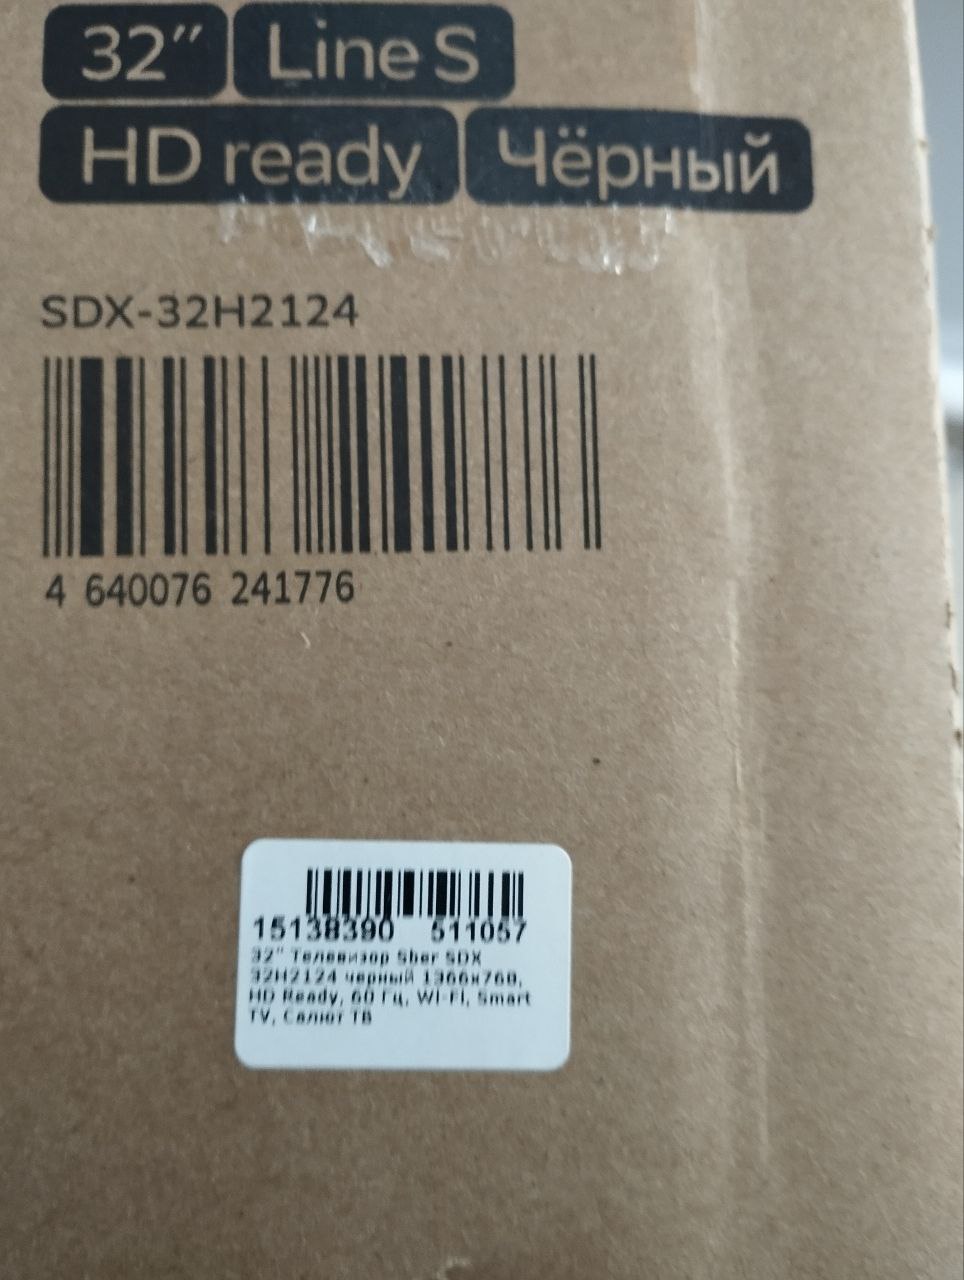 32” Line S
HD ready Чёрный
SDX-32H2124
4 640076 241776
15138390 511057
32" Телевизор Sber SDX
32H2124 черный 1366x768,
HD Ready, 60 Гц, Wi-Fi, Smart
TV, Салют ТВ